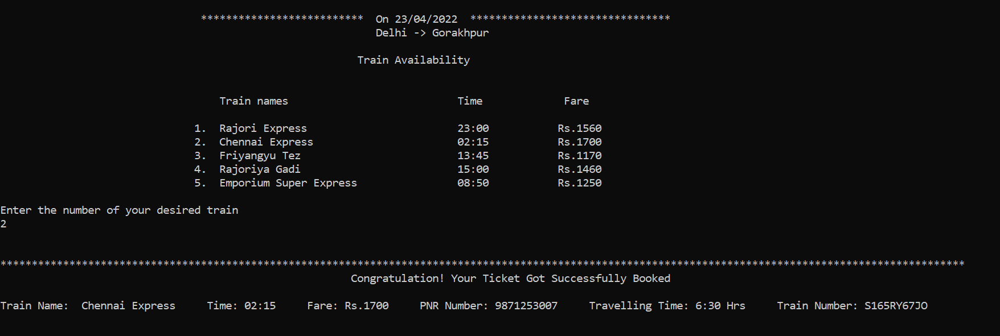 ************************** On 23/04/2022 ********************************
Delhi -> Gorakhpur
Train Availability
Train names Time Fare
1. Rajori Express 23:00 Rs.1560
2. Chennai Express 02:15 Rs.1700
3. Friyangyu Tez 13:45 Rs.1170
4. Rajoriya Gadi 15:00 Rs.1460
5. Emporium Super Express 08:50 Rs.1250
Enter the number of your desired train
2
**********************************************************************************************************************************************************
Congratulation! Your Ticket Got Successfully Booked
Train Name: Chennai Express Time: 02:15 Fare: Rs.1700 PNR Number: 9871253007 Travelling Time: 6:30 Hrs Train Number: S165RY67JO